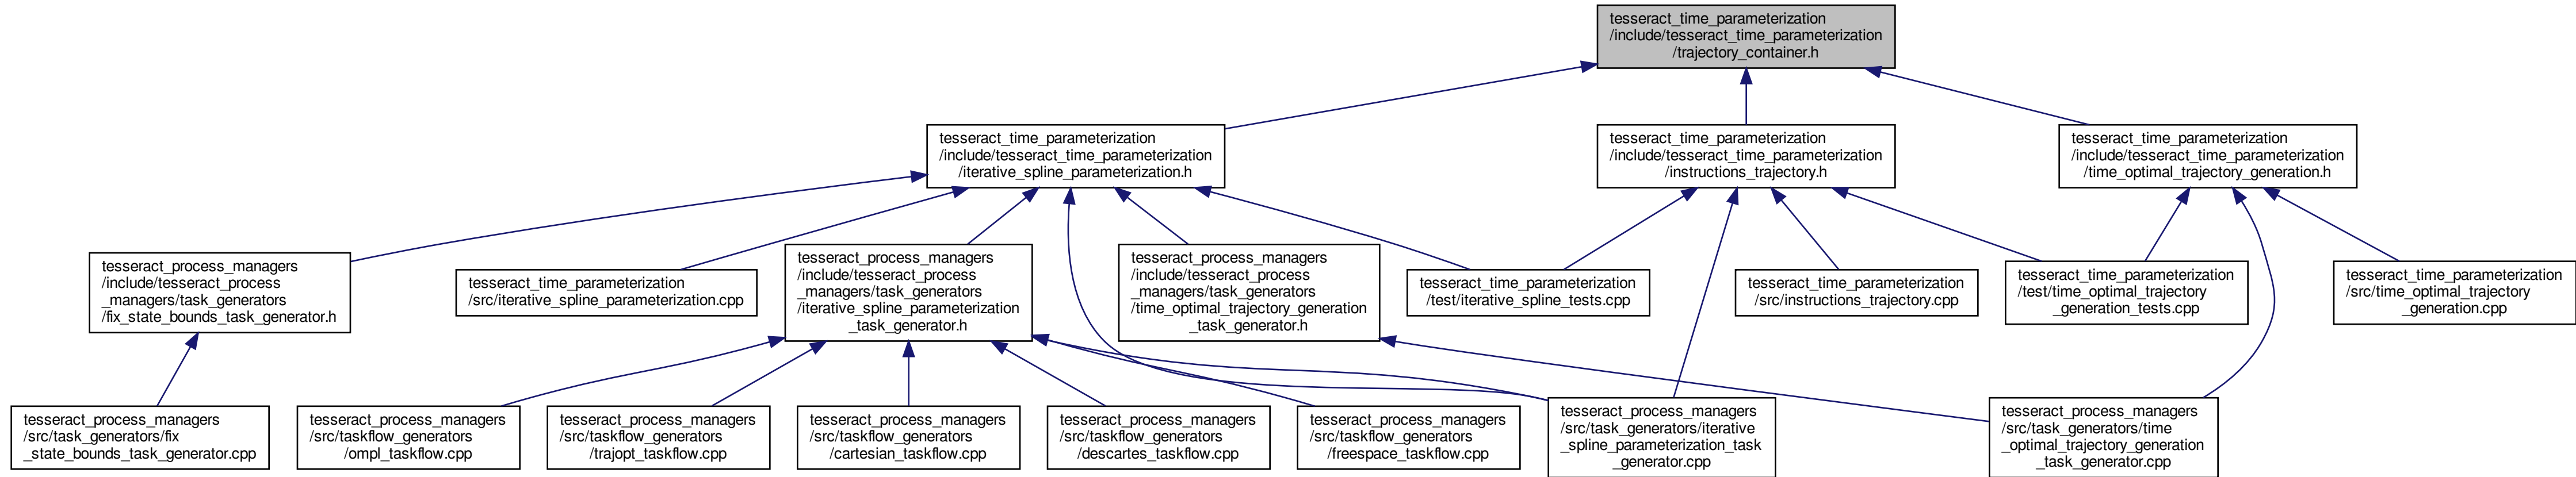 tesseract_time_parameterization
/include/tesseract_time_parameterization
/trajectory_container.h
tesseract_time_parameterization
/include/tesseract_time_parameterization
/iterative_spline_parameterization.h
tesseract_time_parameterization
/include/tesseract_time_parameterization
/instructions_trajectory.h
tesseract_time_parameterization
/include/tesseract_time_parameterization
/time_optimal_trajectory_generation.h
tesseract_process_managers
/include/tesseract_process
_managers/task_generators
/fix_state_bounds_task_generator.h
tesseract_time_parameterization
/src/iterative_spline_parameterization.cpp
tesseract_process_managers
/include/tesseract_process
_managers/task_generators
/iterative_spline_parameterization
_task_generator.h
tesseract_process_managers
/include/tesseract_process
_managers/task_generators
/time_optimal_trajectory_generation
_task_generator.h
tesseract_time_parameterization
/test/iterative_spline_tests.cpp
tesseract_time_parameterization
/src/instructions_trajectory.cpp
tesseract_time_parameterization
/test/time_optimal_trajectory
_generation_tests.cpp
tesseract_time_parameterization
/src/time_optimal_trajectory
_generation.cpp
tesseract_process_managers
/src/task_generators/fix
_state_bounds_task_generator.cpp
tesseract_process_managers
/src/taskflow_generators
/ompl_taskflow.cpp
tesseract_process_managers
/src/taskflow_generators
/trajopt_taskflow.cpp
tesseract_process_managers
/src/taskflow_generators
/cartesian_taskflow.cpp
tesseract_process_managers
/src/taskflow_generators
/descartes_taskflow.cpp
tesseract_process_managers
/src/taskflow_generators
/freespace_taskflow.cpp
tesseract_process_managers
/src/task_generators/iterative
_spline_parameterization_task
_generator.cpp
tesseract_process_managers
/src/task_generators/time
_optimal_trajectory_generation
_task_generator.cpp